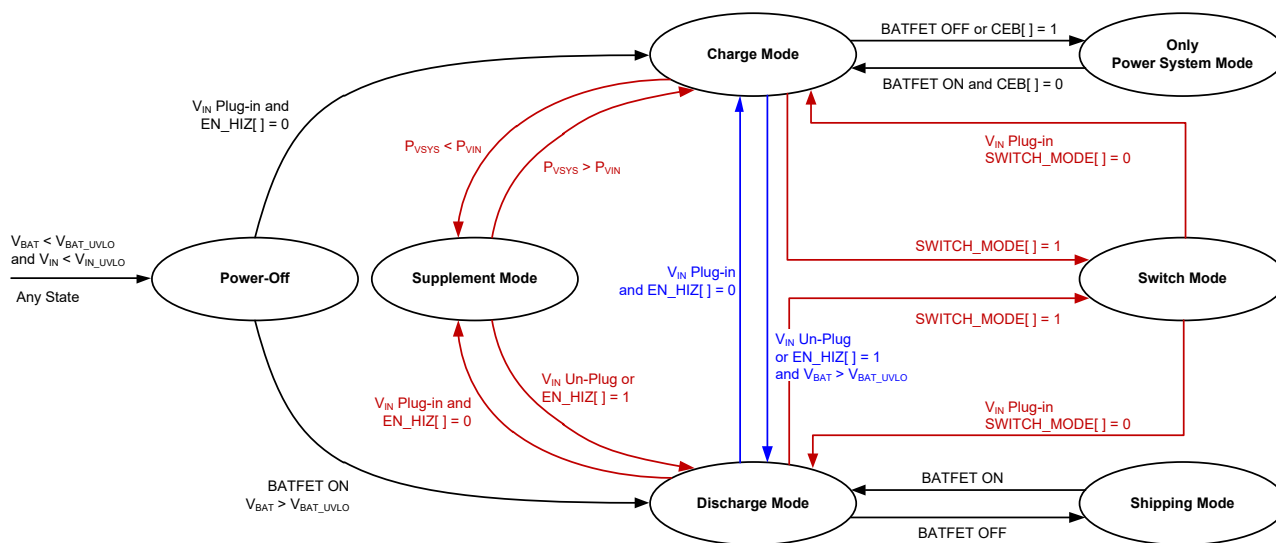 Charge Mode
BATFET OFF or CEB[ ] = 1
BATFET ON and CEB[ ] = 0
Only
Power System Mode
VIN Plug-in and
EN_HIZ[ ] = 0
PVSYS < PVIN
PVSYS > PVIN
VIN Plug-in
SWITCH_MODE[ ] = 0
VBAT < VBAT_UVLO
and VIN < VIN_UVLO
Any State
Power-Off
Supplement Mode
VIN Plug-in
and EN_HIZ[ ] = 0
SWITCH_MODE[ ] = 1
Switch Mode
SWITCH_MODE[ ] = 1
VIN Un-Plug
or EN_HIZ[ ] = 1
and VBAT > VBAT_UVLO
VIN Un-Plug or
EN_HIZ[ ] = 1
VIN Plug-in and
EN_HIZ[ ] = 0
VIN Plug-in
SWITCH_MODE[ ] = 0
BATFET ON
VBAT > VBAT_UVLO
Discharge Mode
BATFET ON
BATFET OFF
Shipping Mode